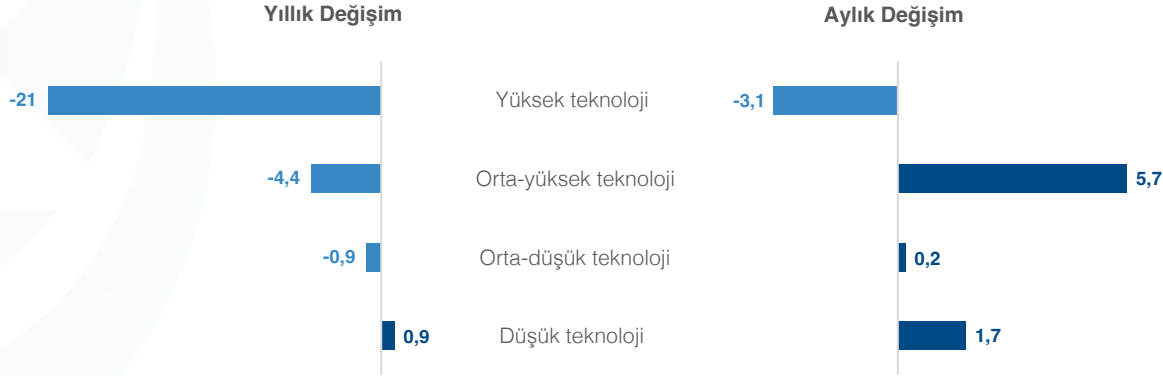 Yıllık Değişim
Aylık Değişim
-21
Yüksek teknoloji
-3,1
-4,4
Orta-yüksek teknoloji
5,7
-0,9
Orta-düşük teknoloji
0,2
0,9
Düşük teknoloji
1,7